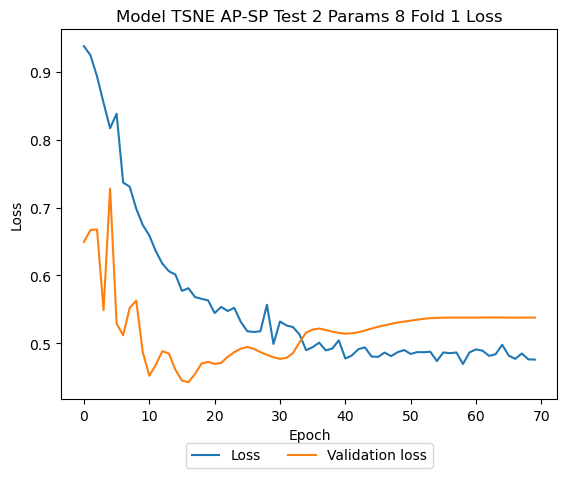 Model TSNE AP-SP Test 2 Params 8 Fold 1 Loss
Loss
0.9
0.8
0.7
0.6
0.5
0 10 20 30 40 50 60 70
Epoch
Loss Validation loss